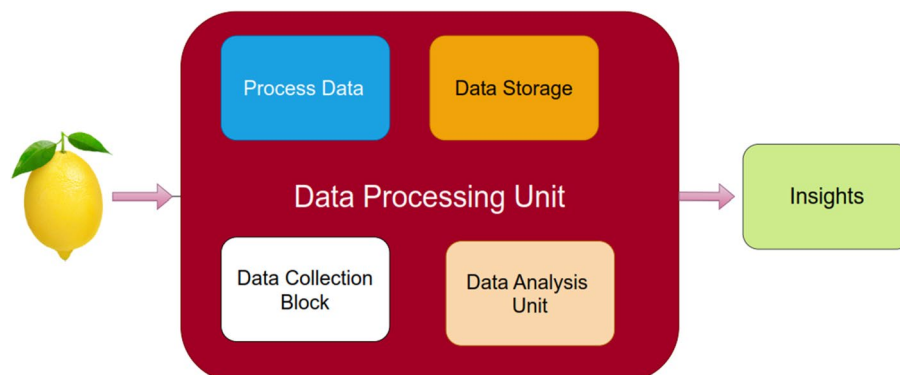 Process Data
Data Storage
Data Processing Unit
Insights
Data Collection
Block
Data Analysis
Unit